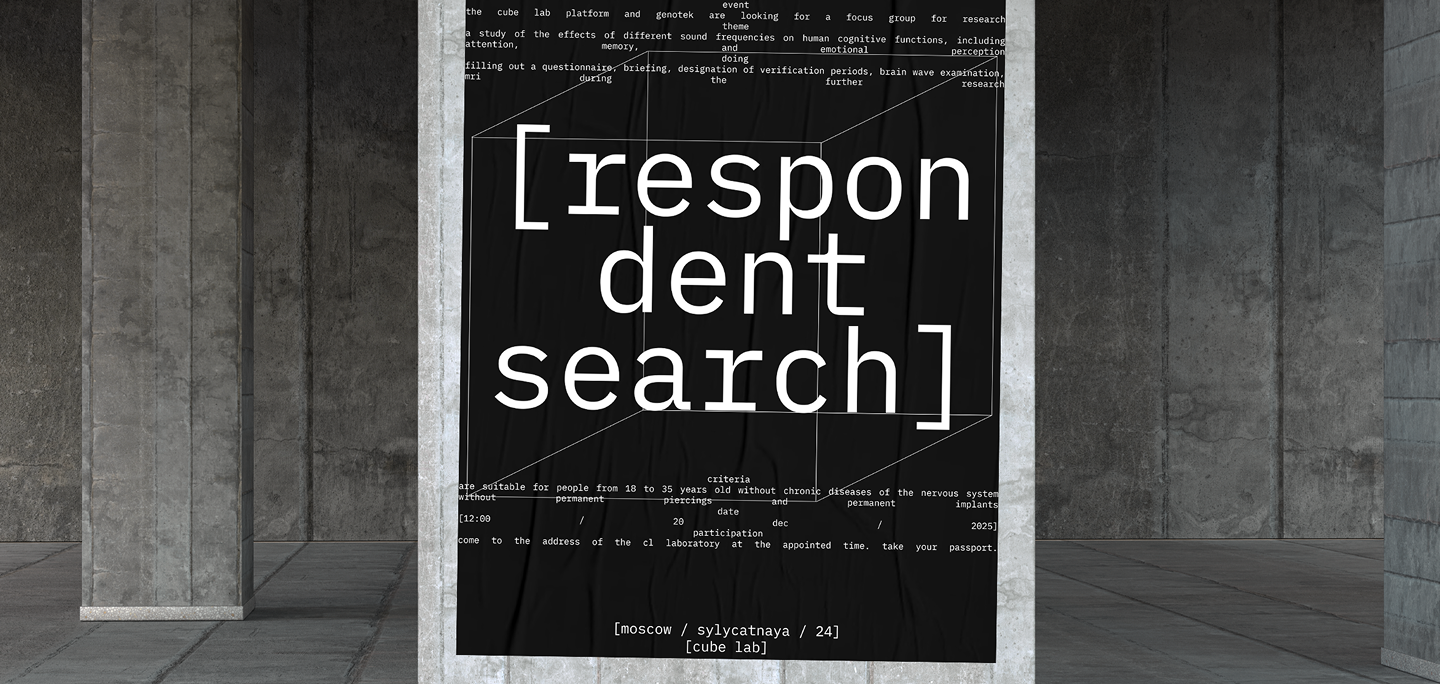 event
the cube lab platform and genotek are looking for a focus group for research
theme
a study of the effects of different sound frequencies on human cognitive functions, including
attention, memory, and emotional perception
doing
filling out a questionnaire, briefing, designation of verification periods, brain wave examination,
mri during the further research
[respon
dent
search]
criteria
are suitable for people from 18 to 35 years old without chronic diseases of the nervous system
without permanent piercings and permanent implants
date
[12:00 / 20 dec / 2025]
participation
come to the address of the cl laboratory at the appointed time. take your passport.
[moscow / sylycatnaya / 24]
[cube lab]